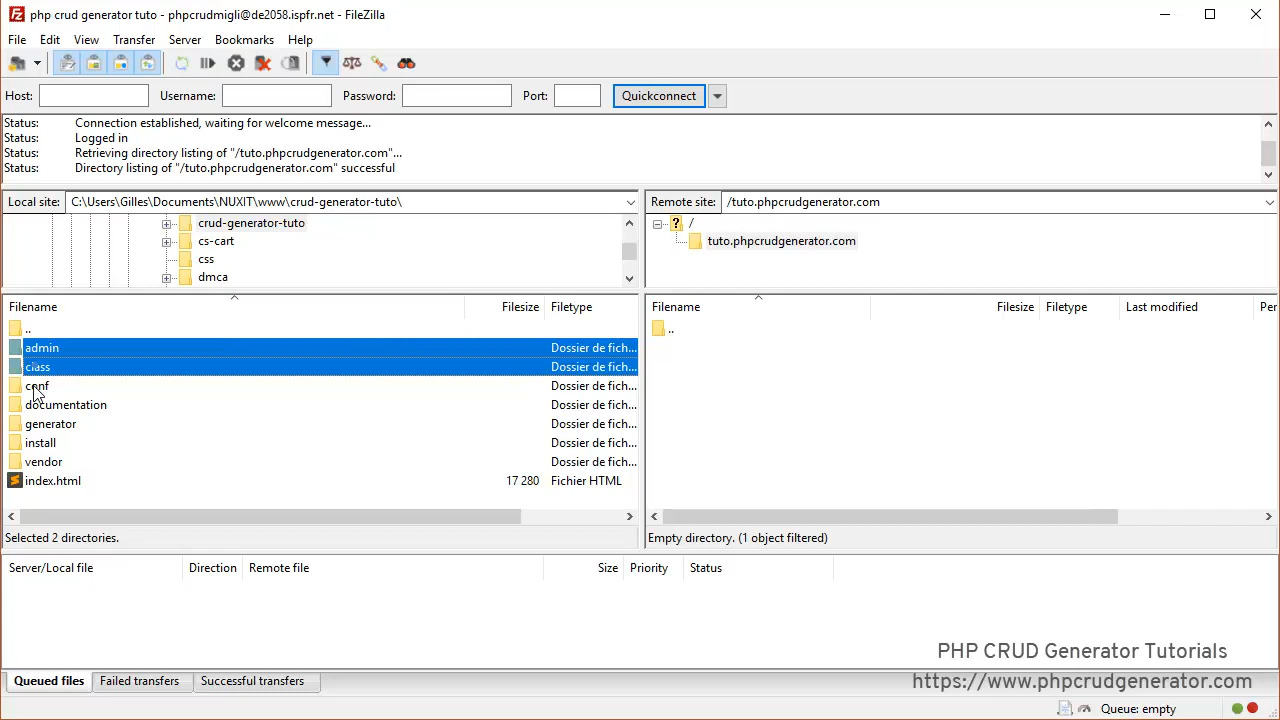 php crud generator tuto - phpcrudmigli@de2058.ispfr.net - FileZilla
File Edit View Transfer Server Bookmarks Help
Host: Username: Password: Port: Quickconnect
Status: Connection established, waiting for welcome message...
Status: Logged in
Status: Retrieving directory listing of "/tuto.phpcrudgenerator.com"...
Status: Directory listing of "/tuto.phpcrudgenerator.com" successful
Local site: C:\Users\Gilles\Documents\NUXIT\www\crud-generator-tuto\
crud-generator-tuto
cs-cart
css
dmca
Remote site: /tuto.phpcrudgenerator.com
/
tuto.phpcrudgenerator.com
Filename Filesize Filetype
..
admin Dossier de fich...
class Dossier de fich...
conf Dossier de fich...
documentation Dossier de fich...
generator Dossier de fich...
install Dossier de fich...
vendor Dossier de fich...
index.html 17 280 Fichier HTML
Selected 2 directories.
Filename Filesize Filetype Last modified Per
..
Empty directory. (1 object filtered)
Server/Local file Direction Remote file Size Priority Status
PHP CRUD Generator Tutorials
https://www.phpcrudgenerator.com
Queued files Failed transfers Successful transfers
Queue: empty